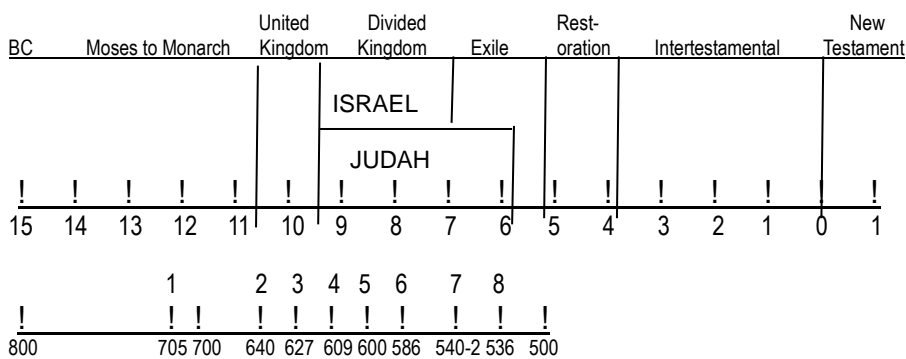 United Divided Rest- New
BC Moses to Monarch Kingdom Kingdom Exile oration Intertestamental Testament
ISRAEL
JUDAH
! ! ! ! ! ! ! ! ! ! ! ! ! ! ! ! !
15 14 13 12 11 10 9 8 7 6 5 4 3 2 1 0 1
1 2 3 4 5 6 7 8
! ! ! ! ! ! ! ! ! ! !
800 705 700 640 627 609 600 586 540-2 536 500